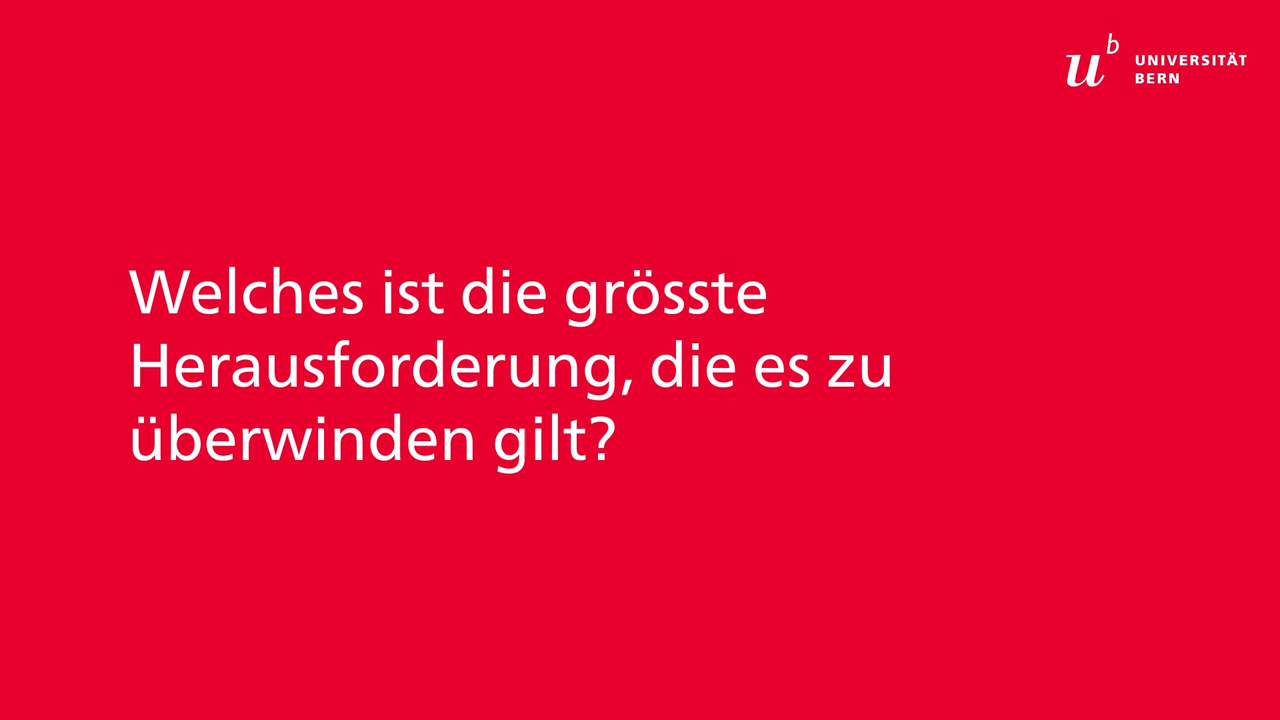 u
b
UNIVERSITÄT
BERN
Welches ist die grösste
Herausforderung, die es zu
überwinden gilt?